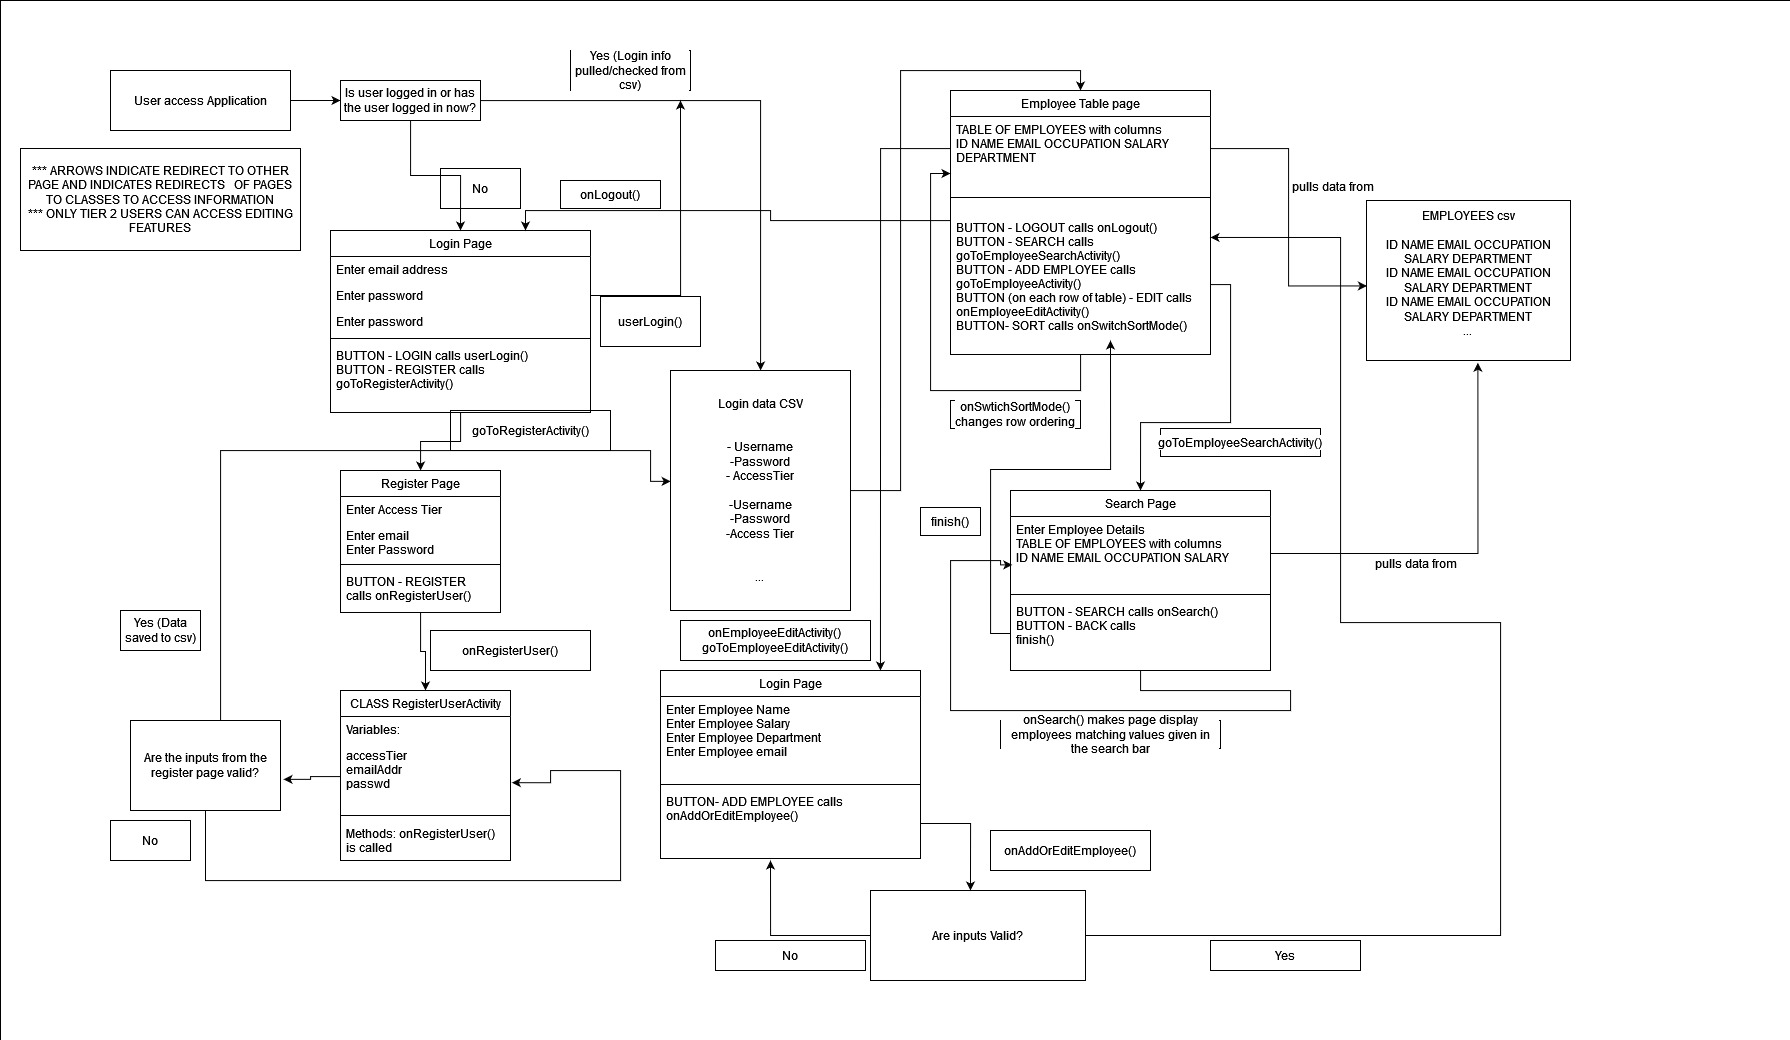 Yes (Login info
pulled/checked from
csv)
User access Application
Is user logged in or has
the user logged in now?
*** ARROWS INDICATE REDIRECT TO OTHER
PAGE AND INDICATES REDIRECTS OF PAGES
TO CLASSES TO ACCESS INFORMATION
*** ONLY TIER 2 USERS CAN ACCESS EDITING
FEATURES
No
onLogout()
Login Page
Enter email address
Enter password
Enter password
BUTTON - LOGIN calls userLogin()
BUTTON - REGISTER calls
goToRegisterActivity()
userLogin()
goToRegisterActivity()
Register Page
Enter Access Tier
Enter email
Enter Password
BUTTON - REGISTER
calls onRegisterUser()
onRegisterUser()
Yes (Data
saved to csv)
CLASS RegisterUserActivity
Variables:
accessTier
emailAddr
passwd
Methods: onRegisterUser()
is called
Are the inputs from the
register page valid?
No
Login data CSV
- Username
-Password
- AccessTier
-Username
-Password
-Access Tier
...
Employee Table page
TABLE OF EMPLOYEES with columns
ID NAME EMAIL OCCUPATION SALARY
DEPARTMENT
BUTTON - LOGOUT calls onLogout()
BUTTON - SEARCH calls
goToEmployeeSearchActivity()
BUTTON - ADD EMPLOYEE calls
goToEmployeeActivity()
BUTTON (on each row of table) - EDIT calls
onEmployeeEditActivity()
BUTTON- SORT calls onSwitchSortMode()
pulls data from
EMPLOYEES csv
ID NAME EMAIL OCCUPATION
SALARY DEPARTMENT
ID NAME EMAIL OCCUPATION
SALARY DEPARTMENT
ID NAME EMAIL OCCUPATION
SALARY DEPARTMENT
...
onSwtichSortMode()
changes row ordering
goToEmployeeSearchActivity()
finish()
Search Page
Enter Employee Details
TABLE OF EMPLOYEES with columns
ID NAME EMAIL OCCUPATION SALARY
BUTTON - SEARCH calls onSearch()
BUTTON - BACK calls
finish()
pulls data from
onSearch() makes page display
employees matching values given in
the search bar
onEmployeeEditActivity()
goToEmployeeEditActivity()
Login Page
Enter Employee Name
Enter Employee Salary
Enter Employee Department
Enter Employee email
BUTTON- ADD EMPLOYEE calls
onAddOrEditEmployee()
onAddOrEditEmployee()
Are inputs Valid?
No
Yes